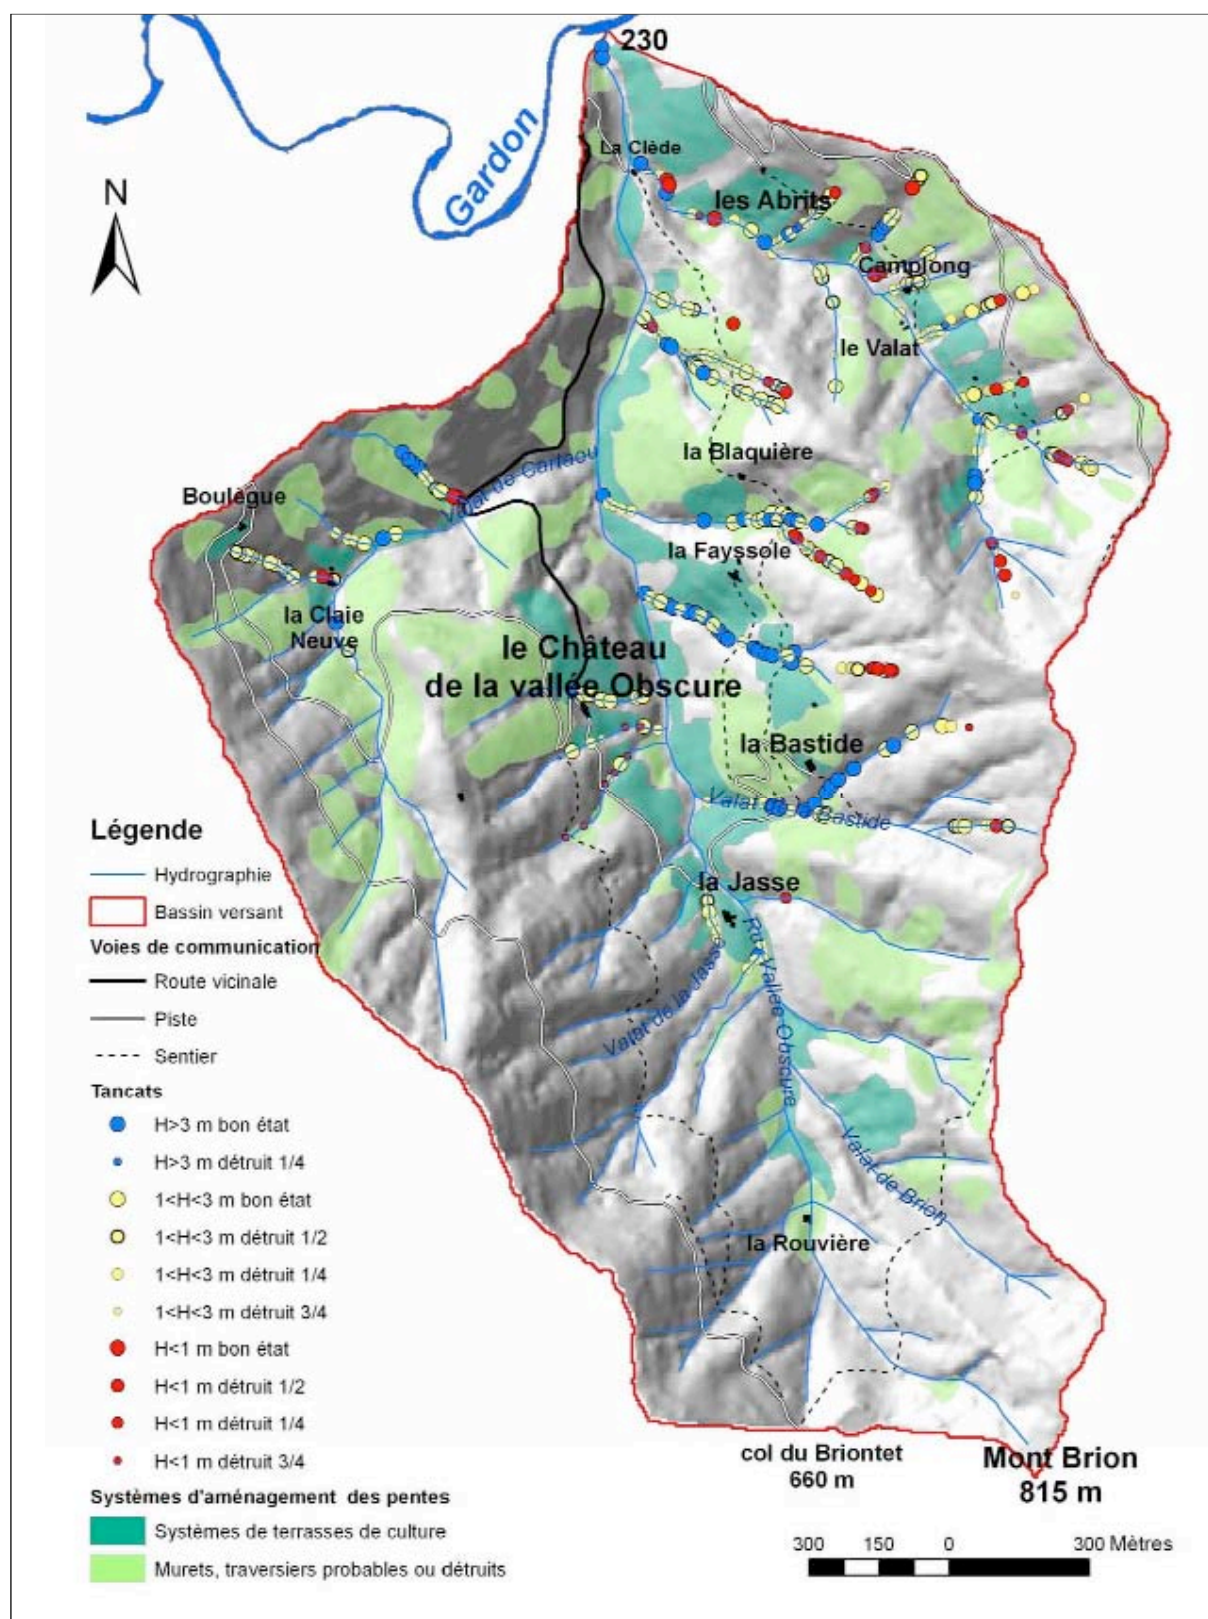 230
Gardon
La Clède
N
les Abrits
Camplong
le Valat
la Blaquière
Valat de Cartaou
Boulègue
la Fayssole
la Claie
Neuve
le Château
de la vallée Obscure
la Bastide
Valat
Bastide
Légende
Hydrographie
Bassin versant
la Jasse
Voies de communication
Route vicinale
Piste
Sentier
Valat de la Jasse
Vallée Obscure
Tancats
H>3 m bon état
H>3 m détruit 1/4
1<H<3 m bon état
1<H<3 m détruit 1/2
1<H<3 m détruit 1/4
1<H<3 m détruit 3/4
H<1 m bon état
H<1 m détruit 1/2
H<1 m détruit 1/4
H<1 m détruit 3/4
Valat de Brion
la Rouvière
col du Briontet
660 m
Mont Brion
815 m
Systèmes d'aménagement des pentes
Systèmes de terrasses de culture
Murets, traversiers probables ou détruits
300 150 0 300 Mètres